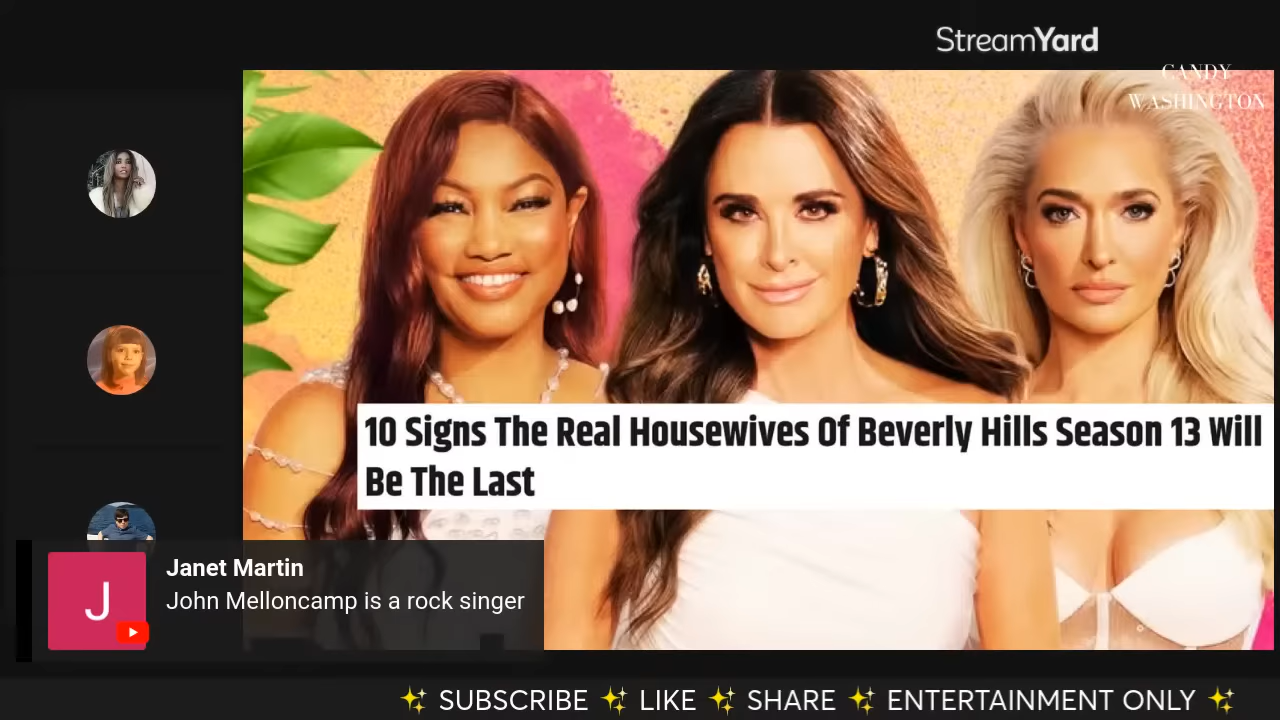 StreamYard
CANDY
WASHINGTON
10 Signs The Real Housewives Of Beverly Hills Season 13 Will
Be The Last
J
Janet Martin
John Melloncamp is a rock singer
✨ SUBSCRIBE ✨ LIKE ✨ SHARE ✨ ENTERTAINMENT ONLY ✨